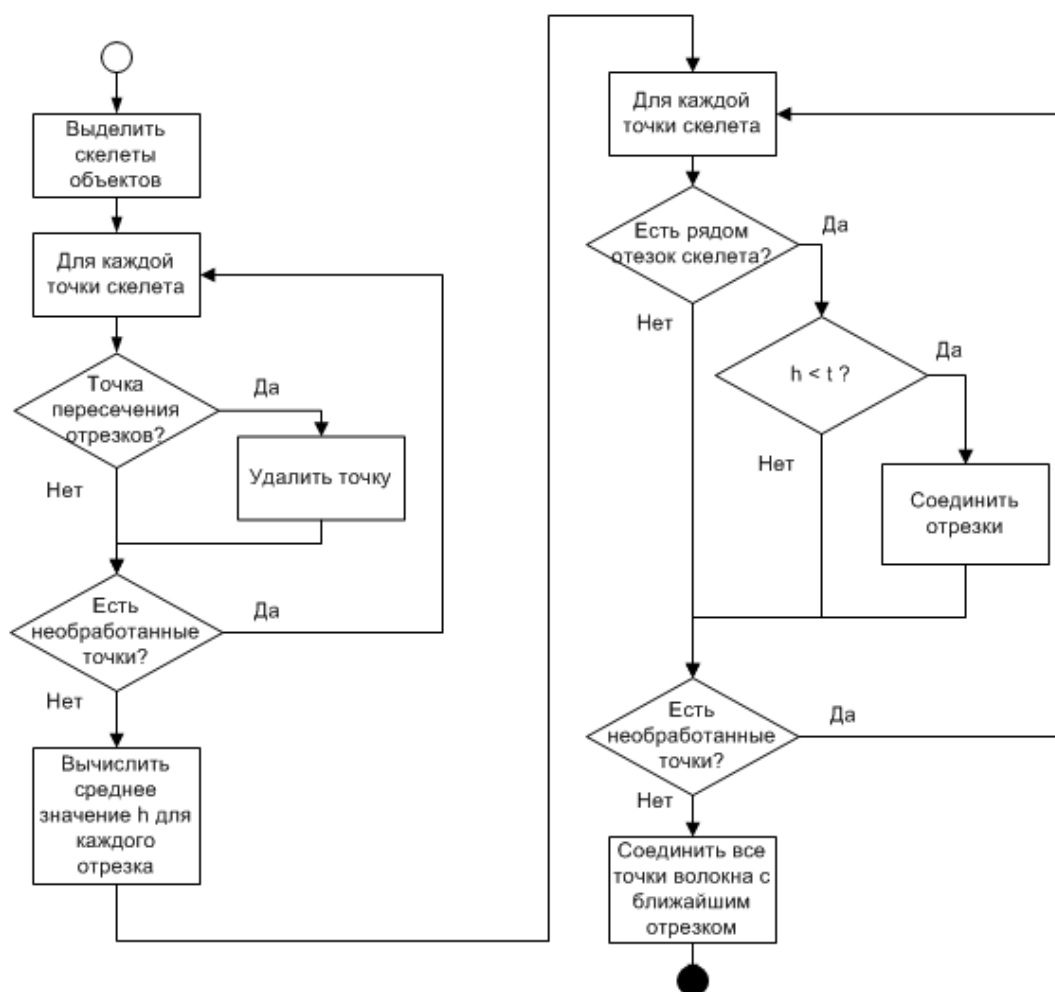 Выделить
скелеты
объектов
Для каждой
точки скелета
Точка
пересечения
отрезков?
Да
Удалить точку
Нет
Есть
необработанные
точки?
Да
Нет
Вычислить
среднее
значение h для
каждого
отрезка
Для каждой
точки скелета
Есть рядом
отезок скелета?
Да
Нет
h < t ?
Да
Нет
Соединить
отрезки
Есть
необработанные
точки?
Да
Нет
Соединить все
точки волокна с
ближайшим
отрезком